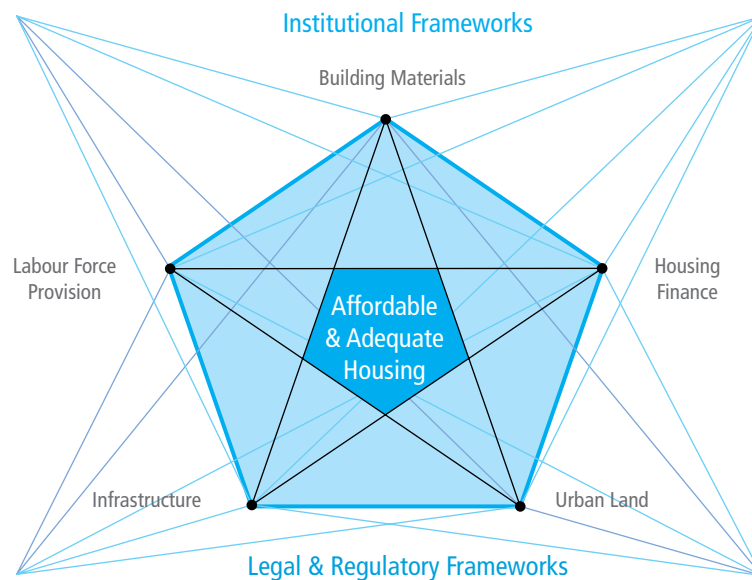 Institutional Frameworks
Building Materials
Labour Force
Provision
Housing
Finance
Affordable
& Adequate
Housing
Infrastructure
Urban Land
Legal & Regulatory Frameworks